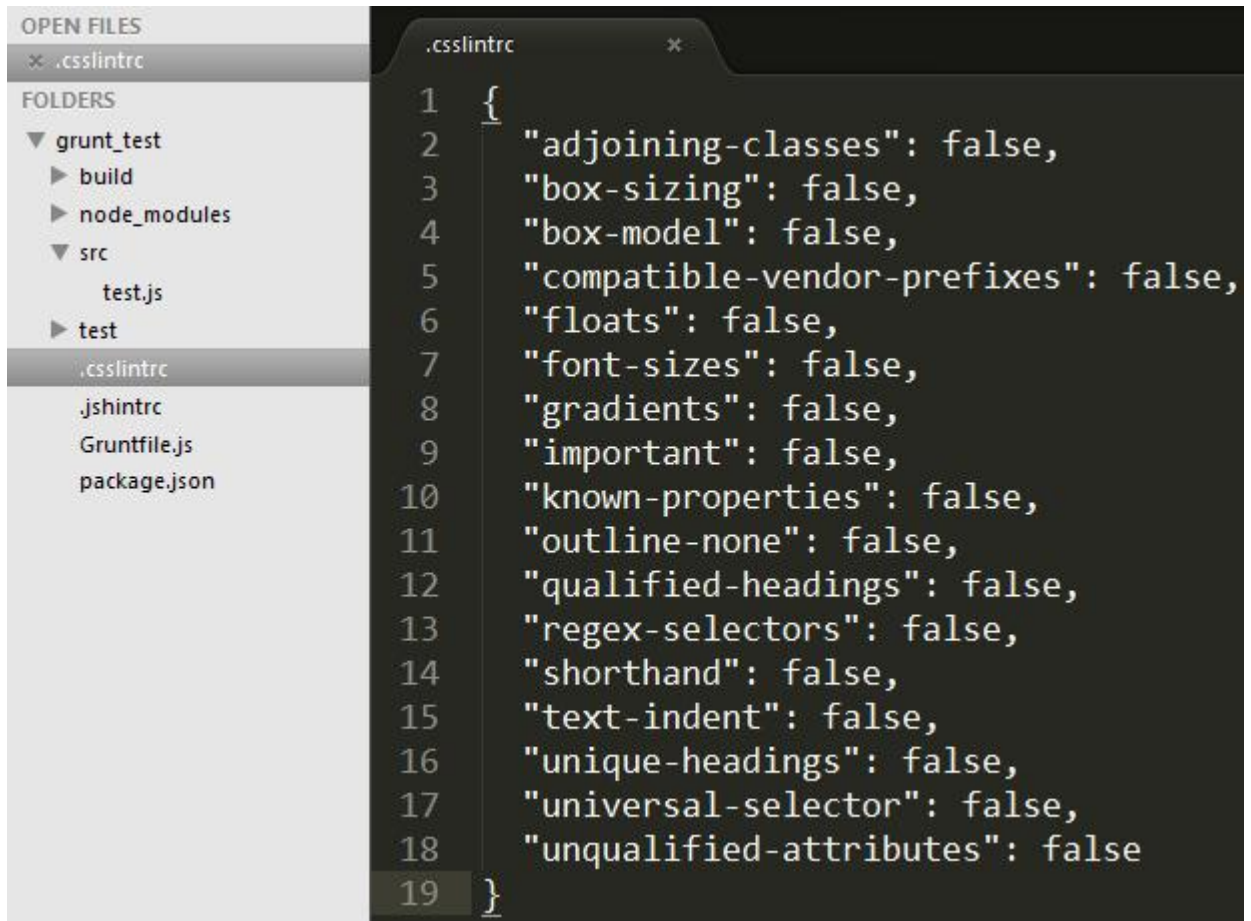 OPEN FILES
× .csslintrc
FOLDERS
▼ grunt_test
▶ build
▶ node_modules
▼ src
test.js
▶ test
.csslintrc
.jshintrc
Gruntfile.js
package.json
.csslintrc ×
1 {
2 "adjoining-classes": false,
3 "box-sizing": false,
4 "box-model": false,
5 "compatible-vendor-prefixes": false,
6 "floats": false,
7 "font-sizes": false,
8 "gradients": false,
9 "important": false,
10 "known-properties": false,
11 "outline-none": false,
12 "qualified-headings": false,
13 "regex-selectors": false,
14 "shorthand": false,
15 "text-indent": false,
16 "unique-headings": false,
17 "universal-selector": false,
18 "unqualified-attributes": false
19 }